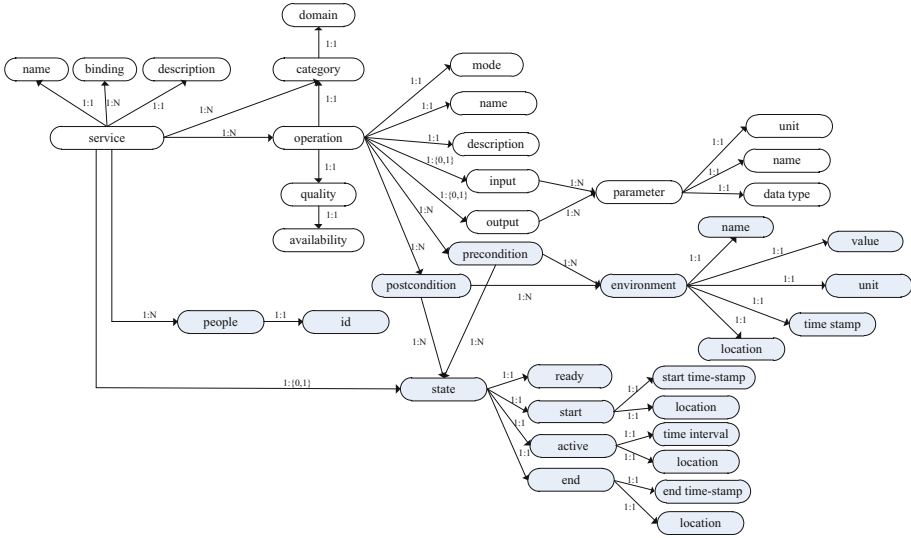 domain
1:1
name
binding
description
category
mode
1:1
1:N
1:1
1:N
1:1
1:1
name
unit
service
1:N
operation
1:1
1:1
description
1:1
1:{0,1}
name
1:1
input
1:N
1:1
data type
quality
1:{0,1}
parameter
1:N
output
1:N
1:1
availability
1:N
precondition
name
value
1:N
1:1
1:1
postcondition
1:N
environment
1:1
unit
1:1
1:N
people
1:1
id
1:N
1:N
1:1
time stamp
location
1:{0,1}
state
1:1
ready
start time-stamp
1:1
1:1
start
1:1
location
1:1
active
1:1
time interval
1:1
1:1
location
end
1:1
end time-stamp
1:1
location